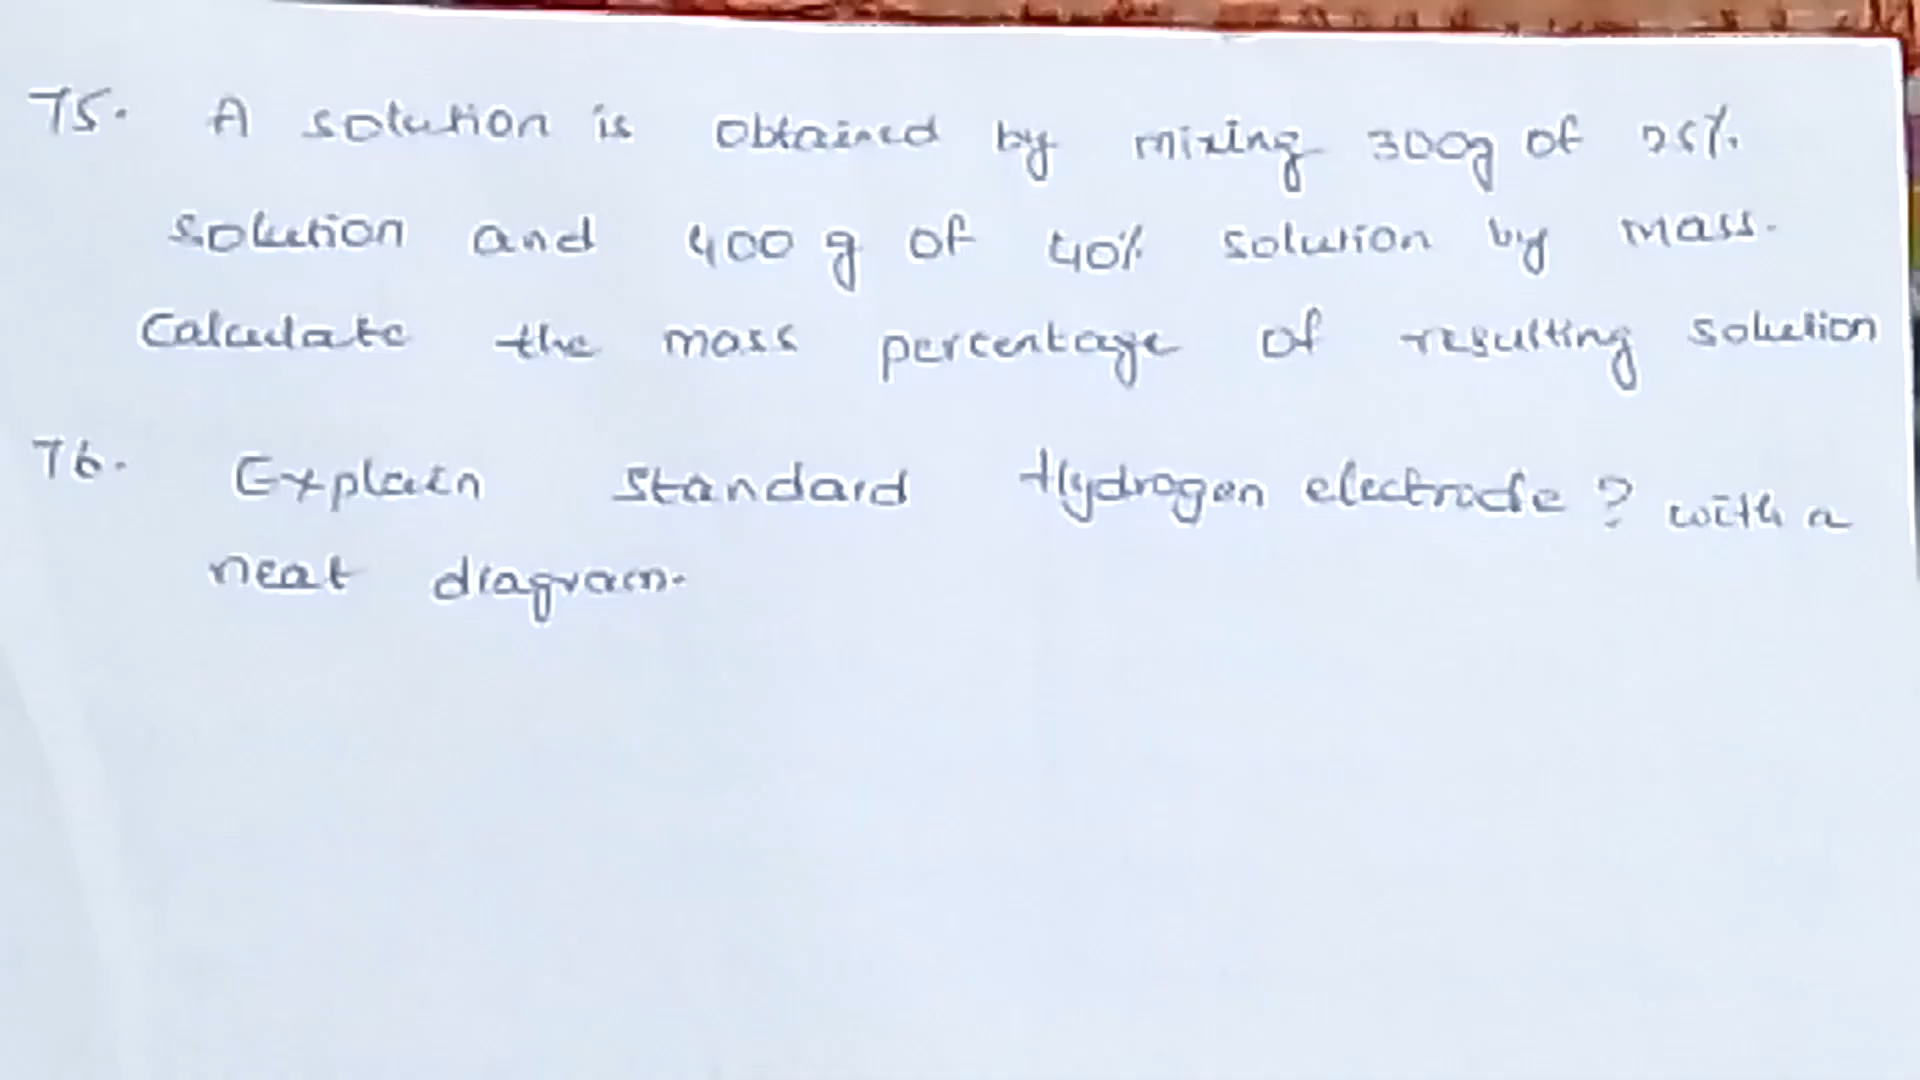 75. A solution is obtained by mixing 300g of 25%
solution and 400 g of 40% solution by mass.
Calculate the mass percentage of resulting solution
76. Explain standard Hydrogen electrode? with a
neat diagram.